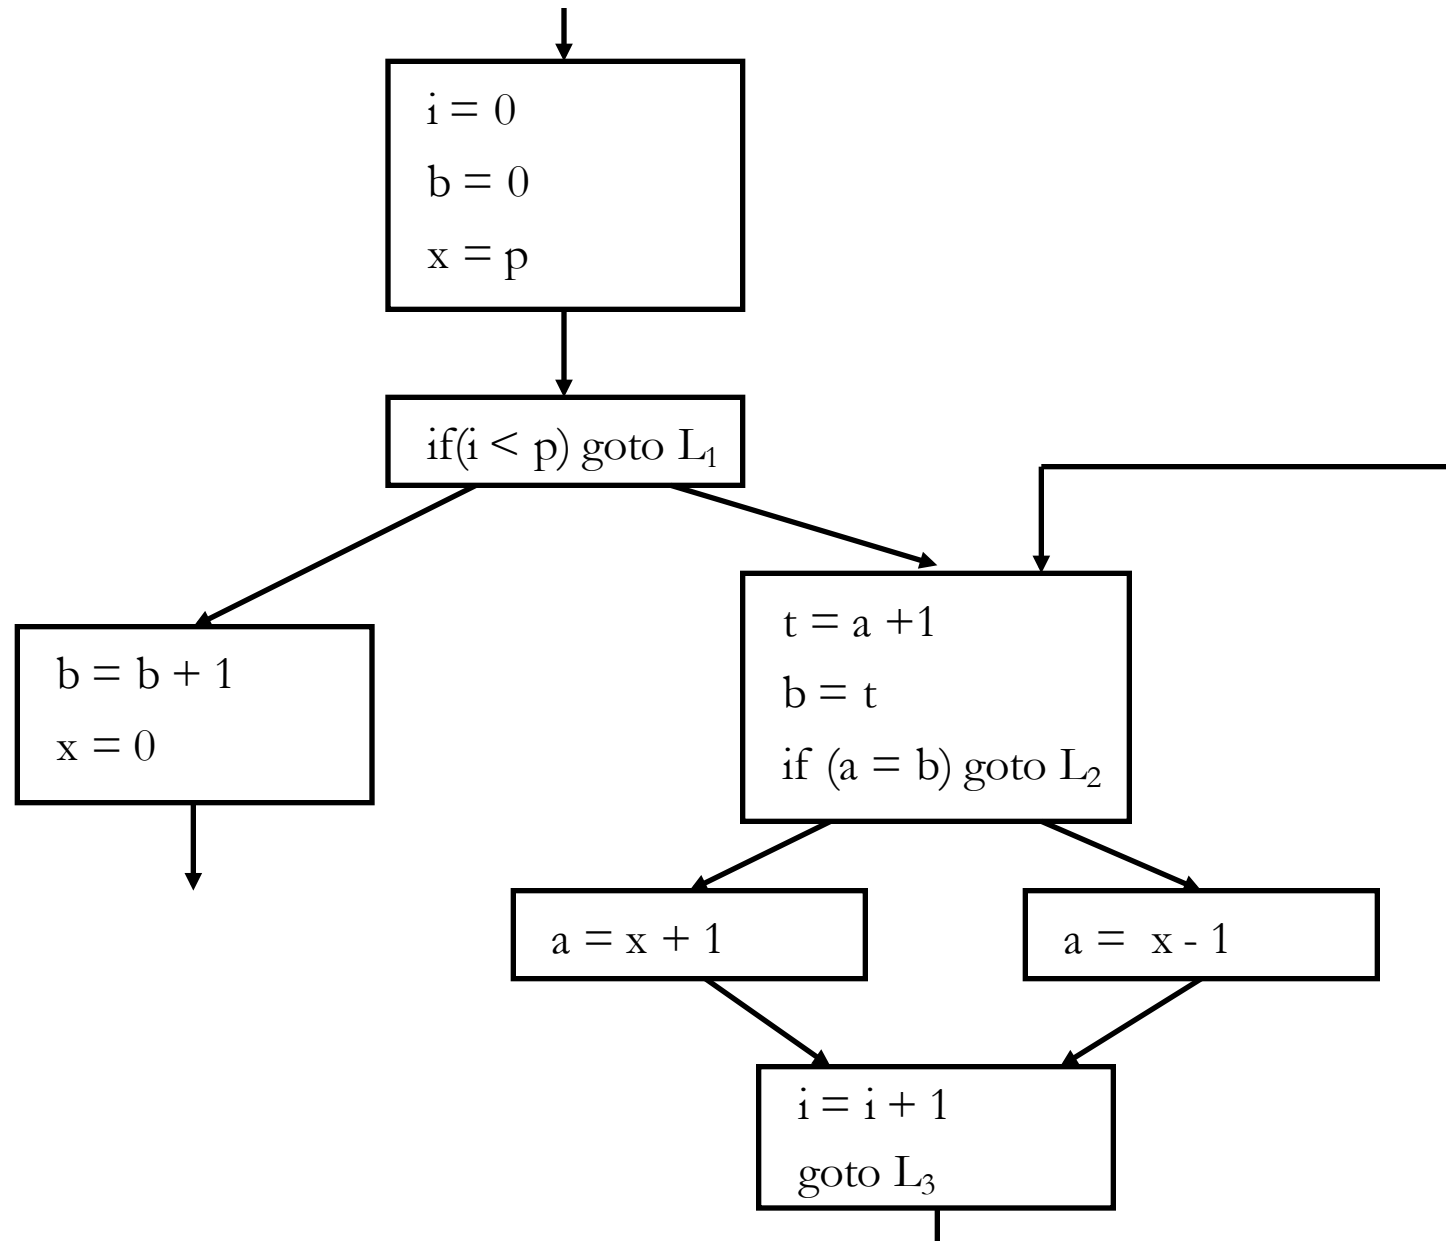 i = 0
b = 0
x = p
if(i < p) goto L₁
b = b + 1
x = 0
t = a +1
b = t
if (a = b) goto L₂
a = x + 1
a = x - 1
i = i + 1
goto L₃